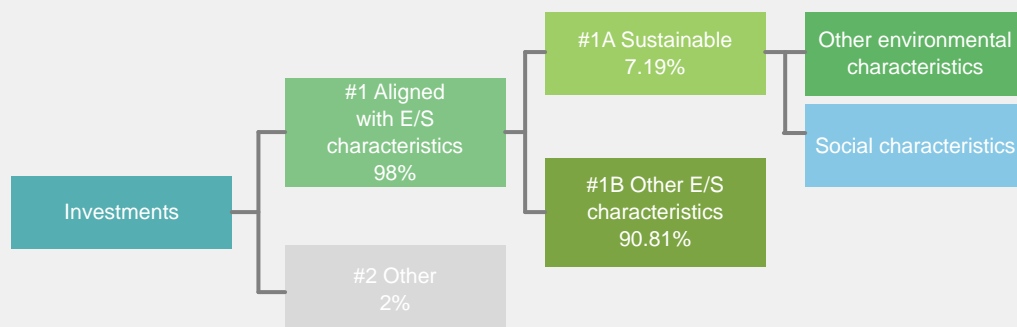 Investments
#1 Aligned
with E/S
characteristics
98%
#2 Other
2%
#1A Sustainable
7.19%
#1B Other E/S
characteristics
90.81%
Other environmental
characteristics
Social characteristics